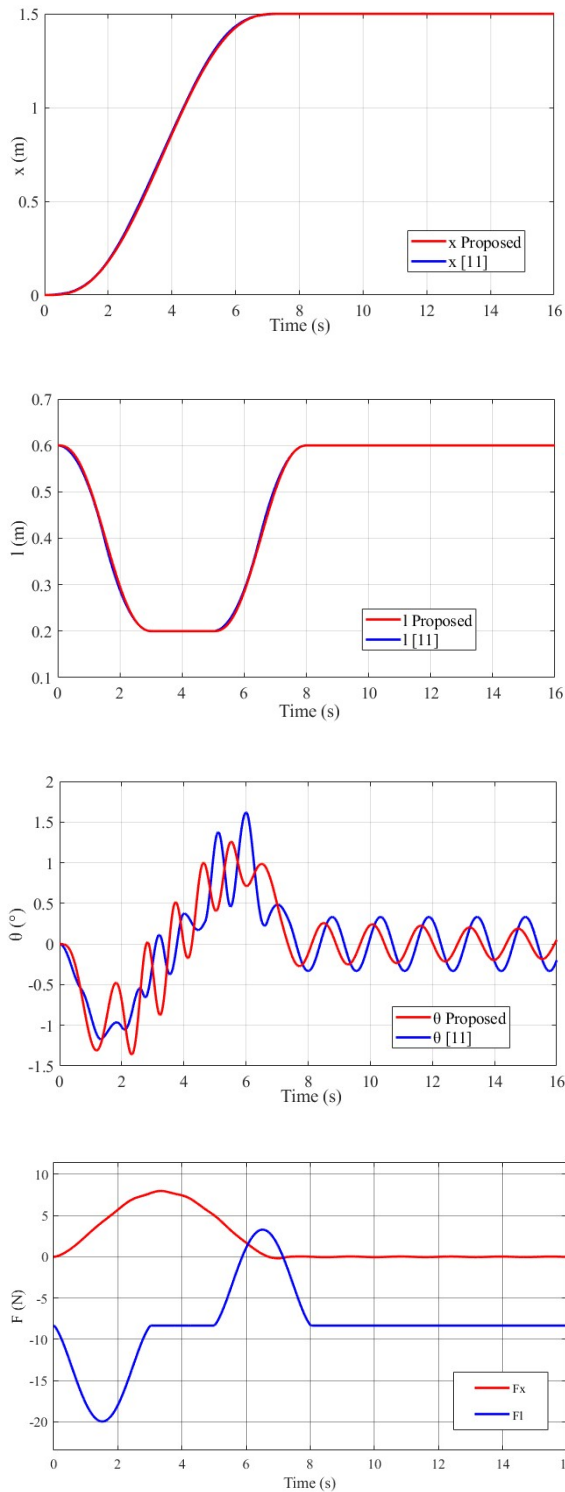 1.5
1
0.5
0
x (m)
x Proposed
x [11]
0 2 4 6 8 10 12 14 16
Time (s)
0.7
0.6
0.5
0.4
0.3
0.2
0.1
l (m)
l Proposed
l [11]
0 2 4 6 8 10 12 14 16
Time (s)
2
1.5
1
0.5
0
-0.5
-1
-1.5
θ (°)
θ Proposed
θ [11]
0 2 4 6 8 10 12 14 16
Time (s)
10
5
0
-5
-10
-15
-20
F (N)
Fx
Fl
0 2 4 6 8 10 12 14
Time (s)